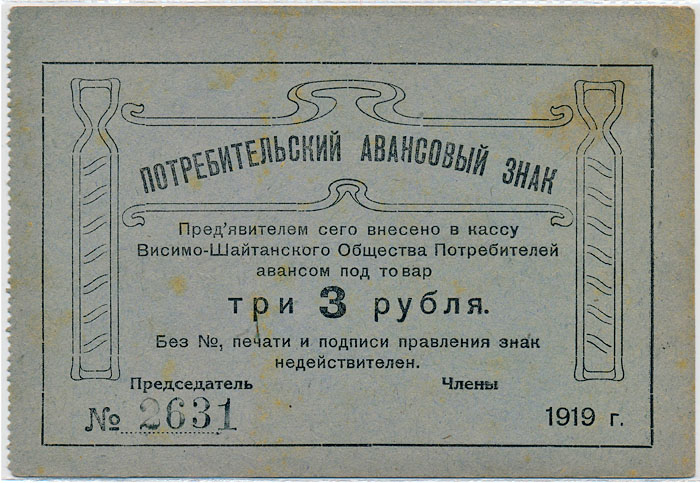 ПОТРЕБИТЕЛЬСКИЙ АВАНСОВЫЙ ЗНАК
Пред’явителем сего внесено в кассу
Висимо-Шайтанского Общества Потребителей
авансом под товар
три 3 рубля.
Без №, печати и подписи правления знак
недействителен.
Председатель Члены
№ 2631 1919 г.